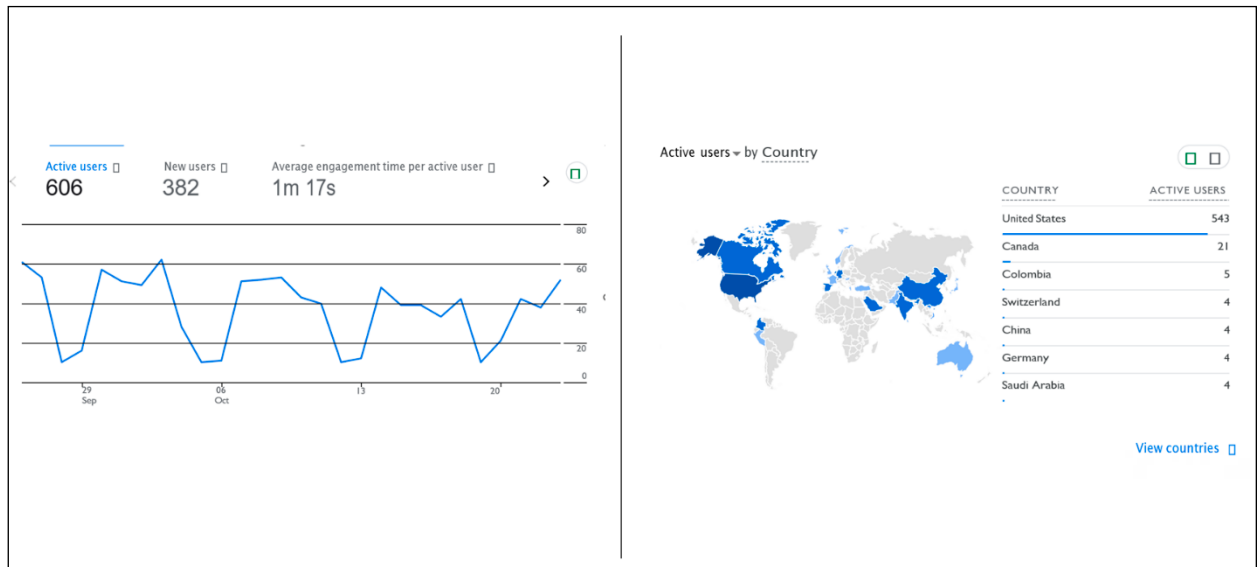 Active users
New users
Average engagement time per active user
606
382
1m 17s
80
60
40
20
0
29
Sep
06
Oct
13
20
Active users by Country
COUNTRY ACTIVE USERS
United States 543
Canada 21
Colombia 5
Switzerland 4
China 4
Germany 4
Saudi Arabia 4
View countries